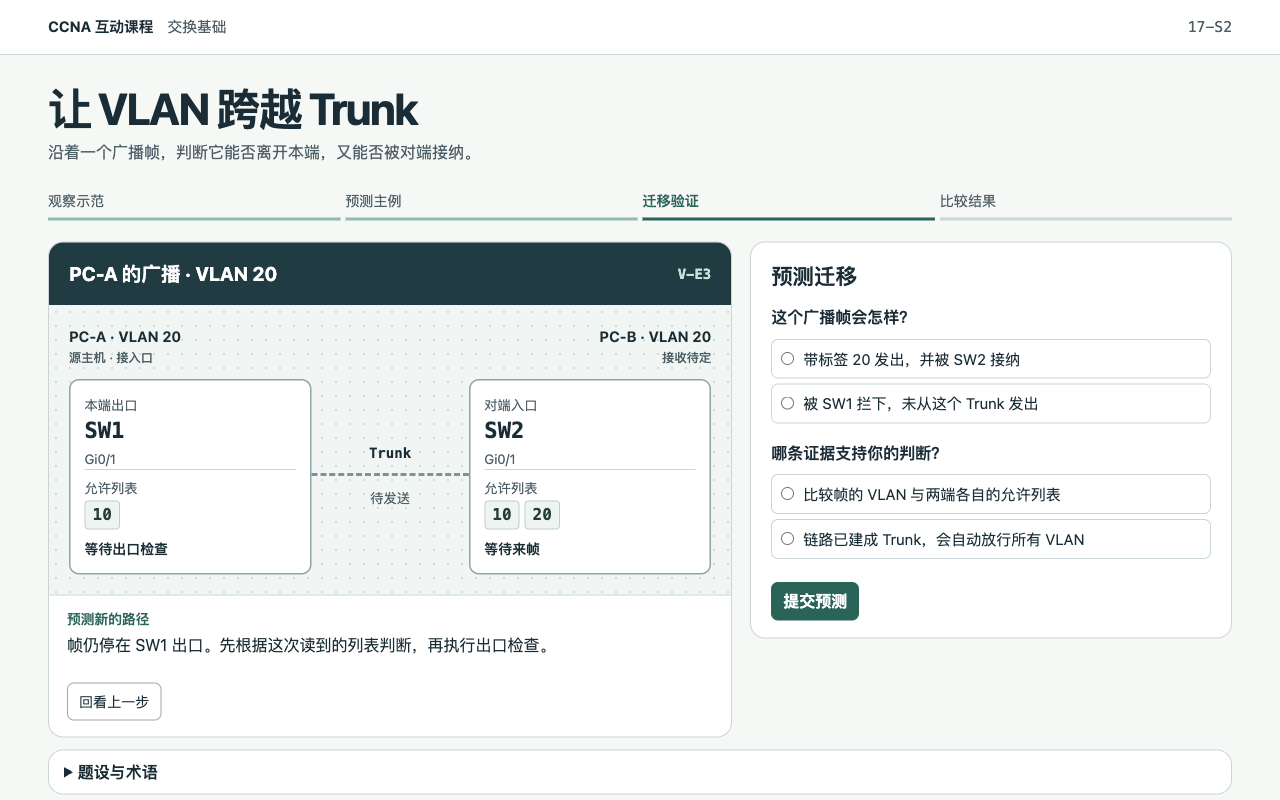 CCNA 互动课程 交换基础 17-S2
让 VLAN 跨越 Trunk
沿着一个广播帧，判断它能否离开本端，又能否被对端接纳。
观察示范 预测主例 迁移验证 比较结果
PC-A 的广播 · VLAN 20 V-E3
PC-A · VLAN 20
源主机 · 接入口
PC-B · VLAN 20
接收待定
本端出口
SW1
Gi0/1
允许列表
10
等待出口检查
Trunk
待发送
对端入口
SW2
Gi0/1
允许列表
10 20
等待来帧
预测新的路径
帧仍停在 SW1 出口。先根据这次读到的列表判断，再执行出口检查。
回看上一步
预测迁移
这个广播帧会怎样？
带标签 20 发出，并被 SW2 接纳
被 SW1 拦下，未从这个 Trunk 发出
哪条证据支持你的判断？
比较帧的 VLAN 与两端各自的允许列表
链路已建成 Trunk，会自动放行所有 VLAN
提交预测
题设与术语